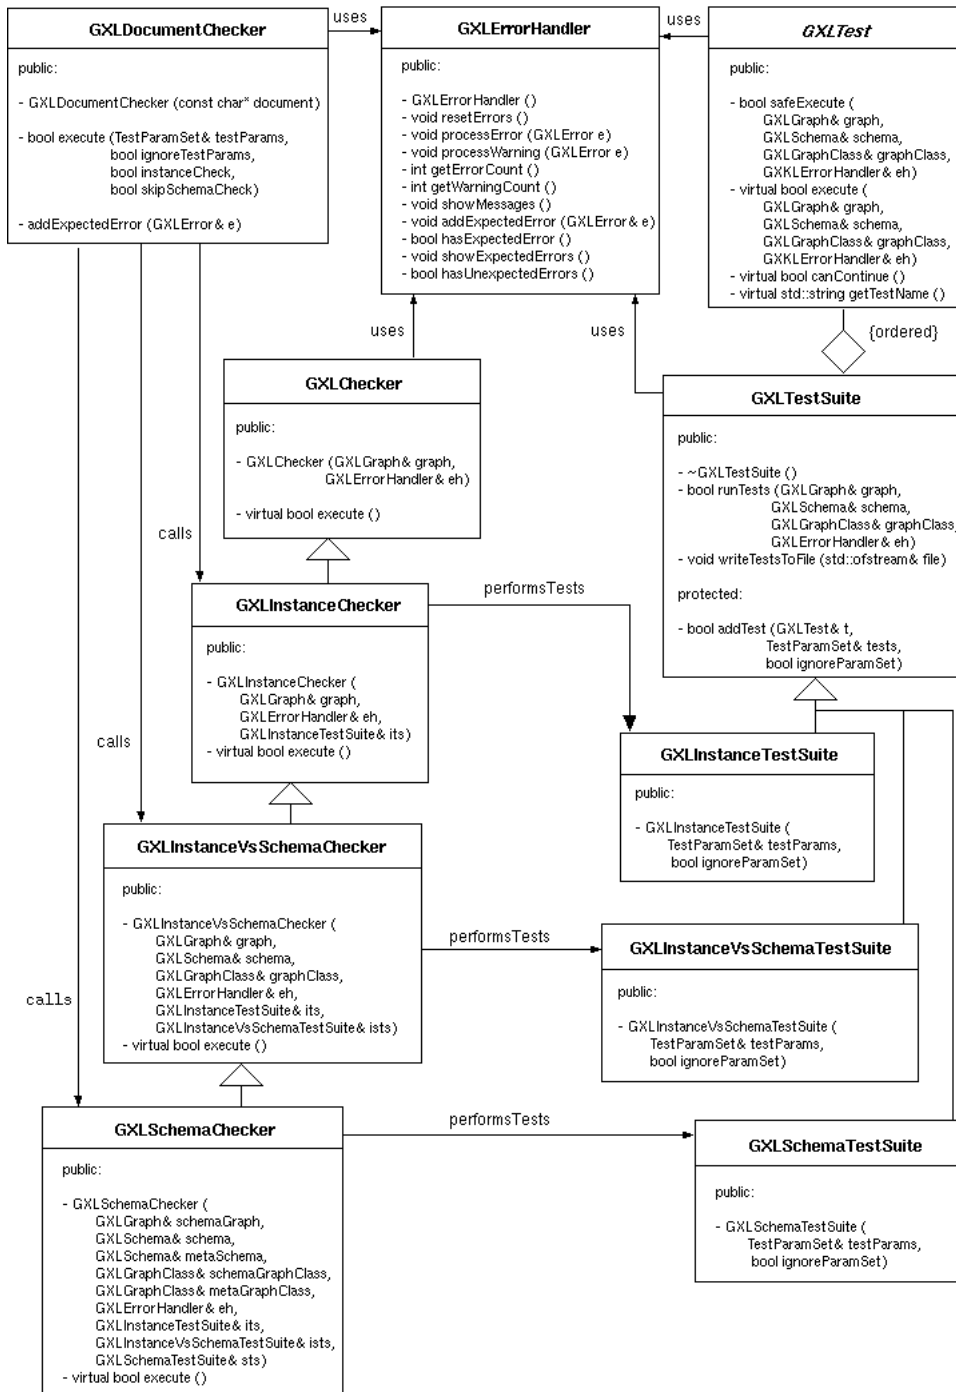 GXLDocumentChecker
public:
- GXLDocumentChecker (const char* document)
- bool execute (TestParamSet& testParams,
bool ignoreTestParams,
bool instanceCheck,
bool skipSchemaCheck)
- addExpectedError (GXLError& e)
uses
GXLErrorHandler
public:
- GXLErrorHandler ()
- void resetErrors ()
- void processError (GXLError e)
- void processWarning (GXLError e)
- int getErrorCount ()
- int getWarningCount ()
- void showMessages ()
- void addExpectedError (GXLError& e)
- bool hasExpectedError ()
- void showExpectedErrors ()
- bool hasUnexpectedErrors ()
uses
GXLTest
public:
- bool safeExecute (
GXLGraph& graph,
GXLSchema& schema,
GXLGraphClass& graphClass,
GXKLErrorHandler& eh)
- virtual bool execute (
GXLGraph& graph,
GXLSchema& schema,
GXLGraphClass& graphClass,
GXKLErrorHandler& eh)
- virtual bool canContinue ()
- virtual std::string getTestName ()
uses
uses
{ordered}
GXLChecker
public:
- GXLChecker (GXLGraph& graph,
GXLErrorHandler& eh)
- virtual bool execute ()
GXLTestSuite
public:
- ~GXLTestSuite ()
- bool runTests (GXLGraph& graph,
GXLSchema& schema,
GXLGraphClass& graphClass,
GXLErrorHandler& eh)
- void writeTestsToFile (std::ofstream& file)
protected:
- bool addTest (GXLTest& t,
TestParamSet& tests,
bool ignoreParamSet)
calls
GXLInstanceChecker
public:
- GXLInstanceChecker (
GXLGraph& graph,
GXLErrorHandler& eh,
GXLInstanceTestSuite& its)
- virtual bool execute ()
performsTests
calls
GXLInstanceTestSuite
public:
- GXLInstanceTestSuite (
TestParamSet& testParams,
bool ignoreParamSet)
GXLInstanceVsSchemaChecker
public:
- GXLInstanceVsSchemaChecker (
GXLGraph& graph,
GXLSchema& schema,
GXLGraphClass& graphClass,
GXLErrorHandler& eh,
GXLInstanceTestSuite& its,
GXLInstanceVsSchemaTestSuite& ists)
- virtual bool execute ()
performsTests
GXLInstanceVsSchemaTestSuite
public:
- GXLInstanceVsSchemaTestSuite (
TestParamSet& testParams,
bool ignoreParamSet)
calls
GXLSchemaChecker
public:
- GXLSchemaChecker (
GXLGraph& schemaGraph,
GXLSchema& schema,
GXLSchema& metaSchema,
GXLGraphClass& schemaGraphClass,
GXLGraphClass& metaGraphClass,
GXLErrorHandler& eh,
GXLInstanceTestSuite& its,
GXLInstanceVsSchemaTestSuite& ists,
GXLSchemaTestSuite& sts)
- virtual bool execute ()
performsTests
GXLSchemaTestSuite
public:
- GXLSchemaTestSuite (
TestParamSet& testParams,
bool ignoreParamSet)